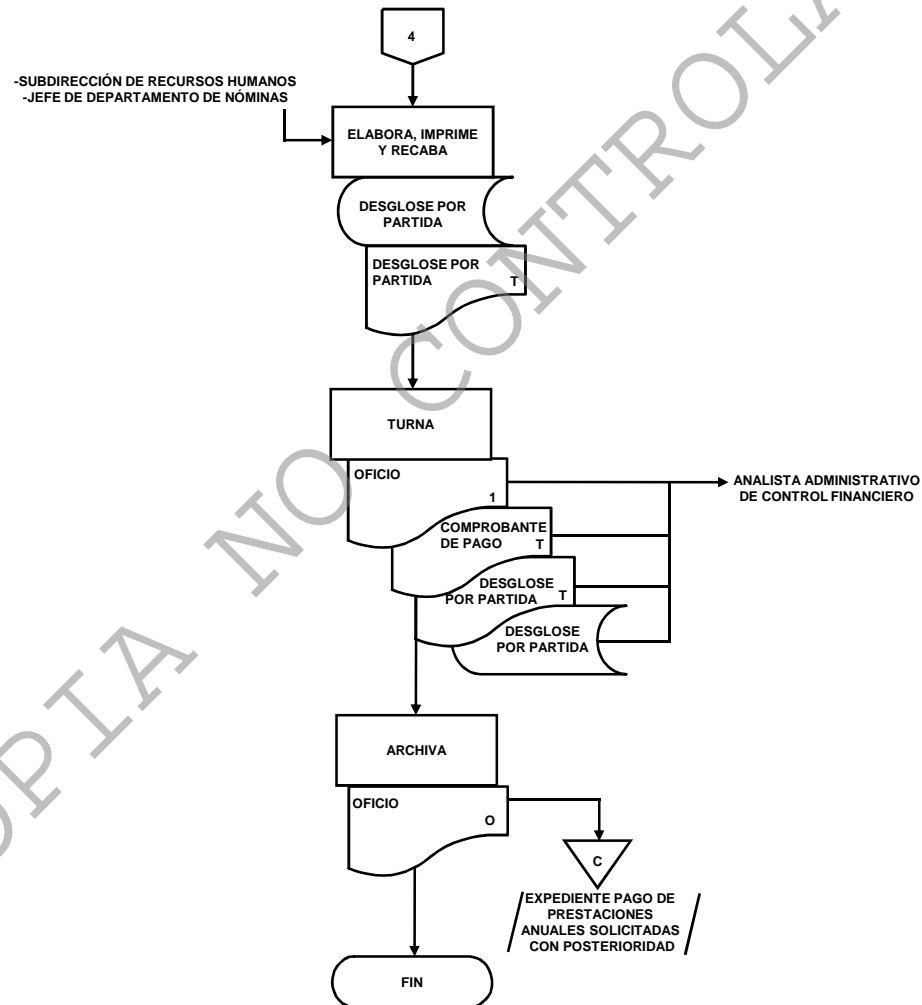 4
-SUBDIRECCIÓN DE RECURSOS HUMANOS
-JEFE DE DEPARTAMENTO DE NÓMINAS
ELABORA, IMPRIME
Y RECABA
DESGLOSE POR
PARTIDA
DESGLOSE POR
PARTIDA T
TURNA
OFICIO
1
ANALISTA ADMINISTRATIVO
DE CONTROL FINANCIERO
COMPROBANTE
DE PAGO T
DESGLOSE
POR PARTIDA T
DESGLOSE
POR PARTIDA
ARCHIVA
OFICIO
O
C
/EXPEDIENTE PAGO DE
PRESTACIONES
ANUALES SOLICITADAS
CON POSTERIORIDAD/
FIN
OPIA NO CONTROLA